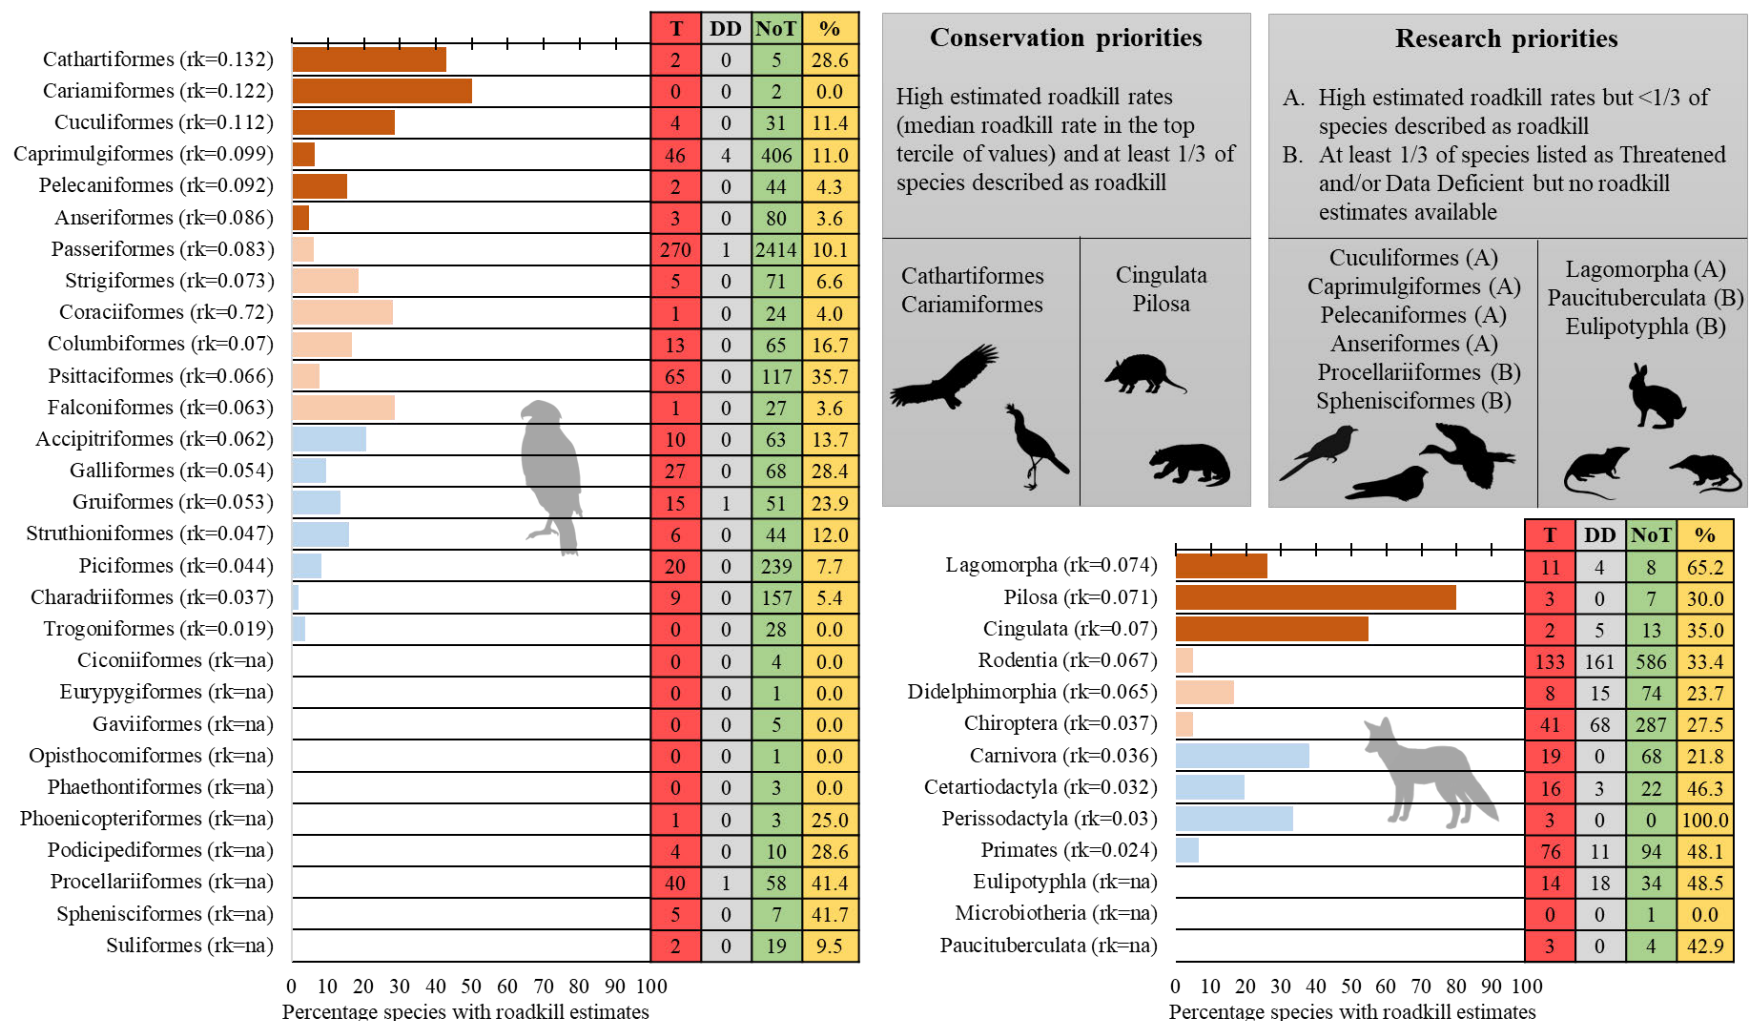 T DD NoT %
Cathartiformes (rk=0.132) 2 0 5 28.6
Cariamiformes (rk=0.122) 0 0 2 0.0
Cuculiformes (rk=0.112) 4 0 31 11.4
Caprimulgiformes (rk=0.099) 46 4 406 11.0
Pelecaniformes (rk=0.092) 2 0 44 4.3
Anseriformes (rk=0.086) 3 0 80 3.6
Passeriformes (rk=0.083) 270 1 2414 10.1
Strigiformes (rk=0.073) 5 0 71 6.6
Coraciiformes (rk=0.72) 1 0 24 4.0
Columbiformes (rk=0.07) 13 0 65 16.7
Psittaciformes (rk=0.066) 65 0 117 35.7
Falconiformes (rk=0.063) 1 0 27 3.6
Accipitriformes (rk=0.062) 10 0 63 13.7
Galliformes (rk=0.054) 27 0 68 28.4
Gruiformes (rk=0.053) 15 1 51 23.9
Struthioniformes (rk=0.047) 6 0 44 12.0
Piciformes (rk=0.044) 20 0 239 7.7
Charadriiformes (rk=0.037) 9 0 157 5.4
Trogoniformes (rk=0.019) 0 0 28 0.0
Ciconiiformes (rk=na) 0 0 4 0.0
Eurypygiformes (rk=na) 0 0 1 0.0
Gaviiformes (rk=na) 0 0 5 0.0
Opisthocomiformes (rk=na) 0 0 1 0.0
Phaethontiformes (rk=na) 0 0 3 0.0
Phoenicopteriformes (rk=na) 1 0 3 25.0
Podicipediformes (rk=na) 4 0 10 28.6
Procellariiformes (rk=na) 40 1 58 41.4
Sphenisciformes (rk=na) 5 0 7 41.7
Suliformes (rk=na) 2 0 19 9.5
0 10 20 30 40 50 60 70 80 90 100
Percentage species with roadkill estimates
Conservation priorities
High estimated roadkill rates
(median roadkill rate in the top
tercile of values) and at least 1/3 of
species described as roadkill
Cathartiformes
Cariamiformes
Cingulata
Pilosa
Research priorities
A. High estimated roadkill rates but <1/3 of
species described as roadkill
B. At least 1/3 of species listed as Threatened
and/or Data Deficient but no roadkill
estimates available
Cuculiformes (A)
Caprimulgiformes (A)
Pelecaniformes (A)
Anseriformes (A)
Procellariiformes (B)
Sphenisciformes (B)
Lagomorpha (A)
Paucituberculata (B)
Eulipotyphla (B)
T DD NoT %
Lagomorpha (rk=0.074) 11 4 8 65.2
Pilosa (rk=0.071) 3 0 7 30.0
Cingulata (rk=0.07) 2 5 13 35.0
Rodentia (rk=0.067) 133 161 586 33.4
Didelphimorphia (rk=0.065) 8 15 74 23.7
Chiroptera (rk=0.037) 41 68 287 27.5
Carnivora (rk=0.036) 19 0 68 21.8
Cetartiodactyla (rk=0.032) 16 3 22 46.3
Perissodactyla (rk=0.03) 3 0 0 100.0
Primates (rk=0.024) 76 11 94 48.1
Eulipotyphla (rk=na) 14 18 34 48.5
Microbiotheria (rk=na) 0 0 1 0.0
Paucituberculata (rk=na) 3 0 4 42.9
0 10 20 30 40 50 60 70 80 90 100
Percentage species with roadkill estimates